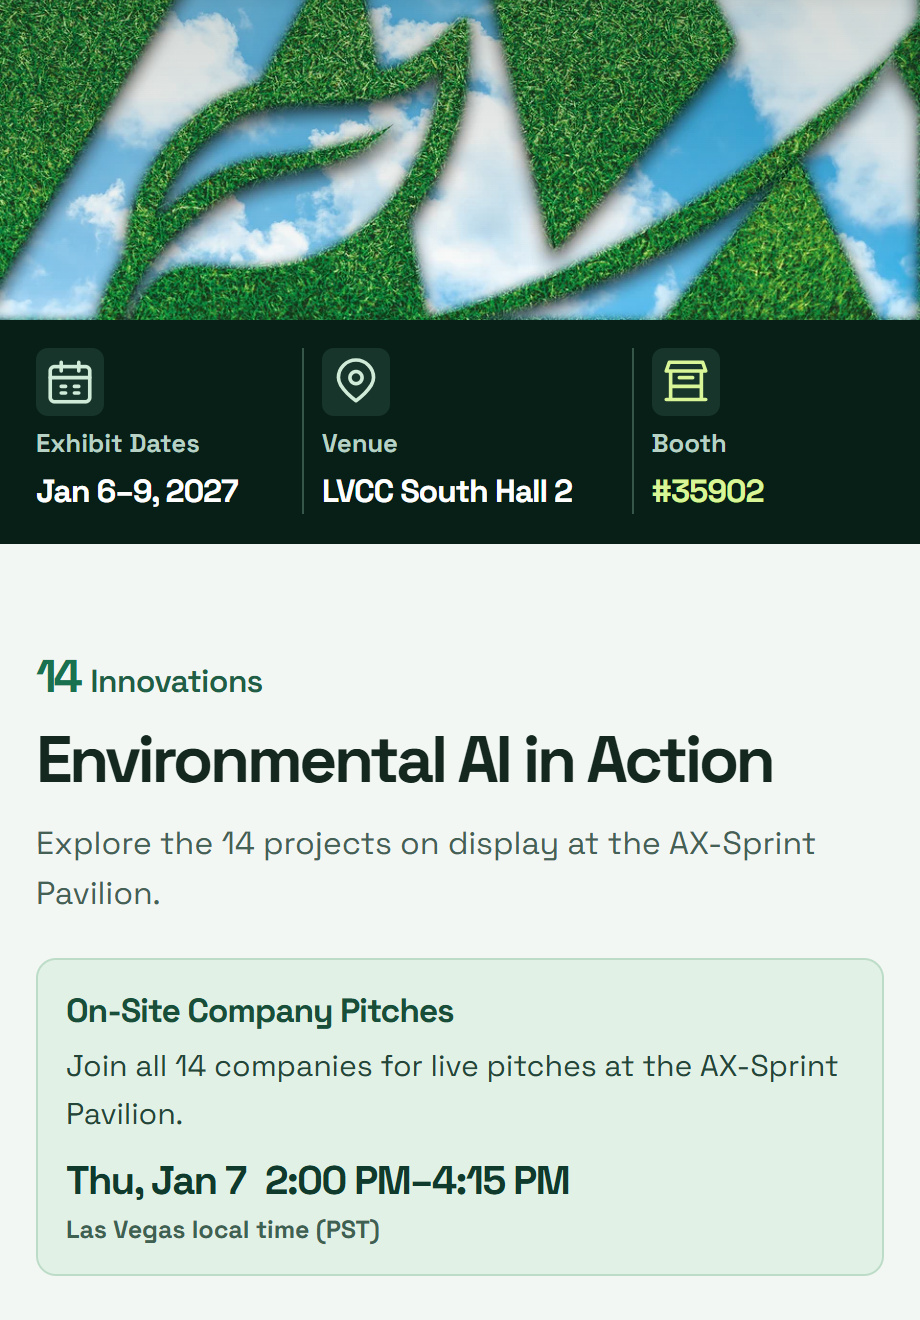 Exhibit Dates
Jan 6–9, 2027
Venue
LVCC South Hall 2
Booth
#35902
14 Innovations
Environmental AI in Action
Explore the 14 projects on display at the AX-Sprint
Pavilion.
On-Site Company Pitches
Join all 14 companies for live pitches at the AX-Sprint
Pavilion.
Thu, Jan 7 2:00 PM–4:15 PM
Las Vegas local time (PST)